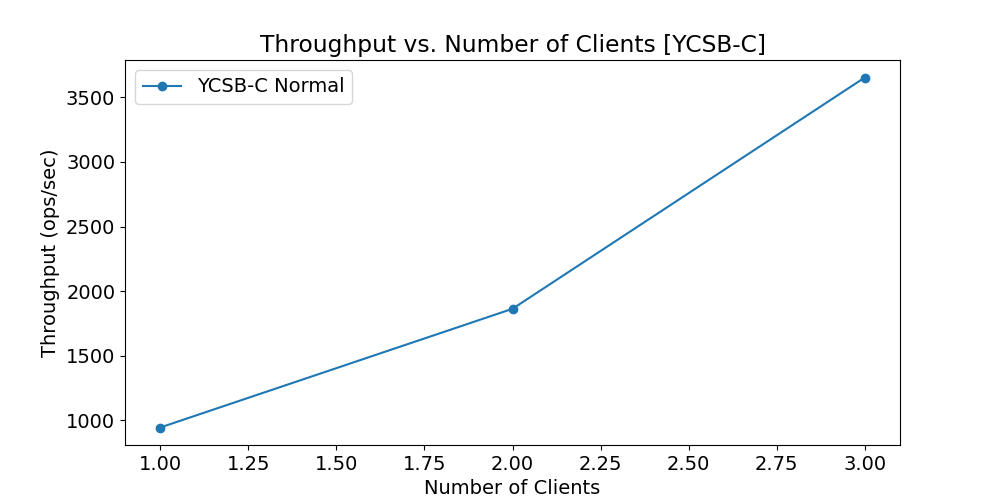 Throughput vs. Number of Clients [YCSB-C]
YCSB-C Normal
Throughput (ops/sec)
3500
3000
2500
2000
1500
1000
1.00 1.25 1.50 1.75 2.00 2.25 2.50 2.75 3.00
Number of Clients